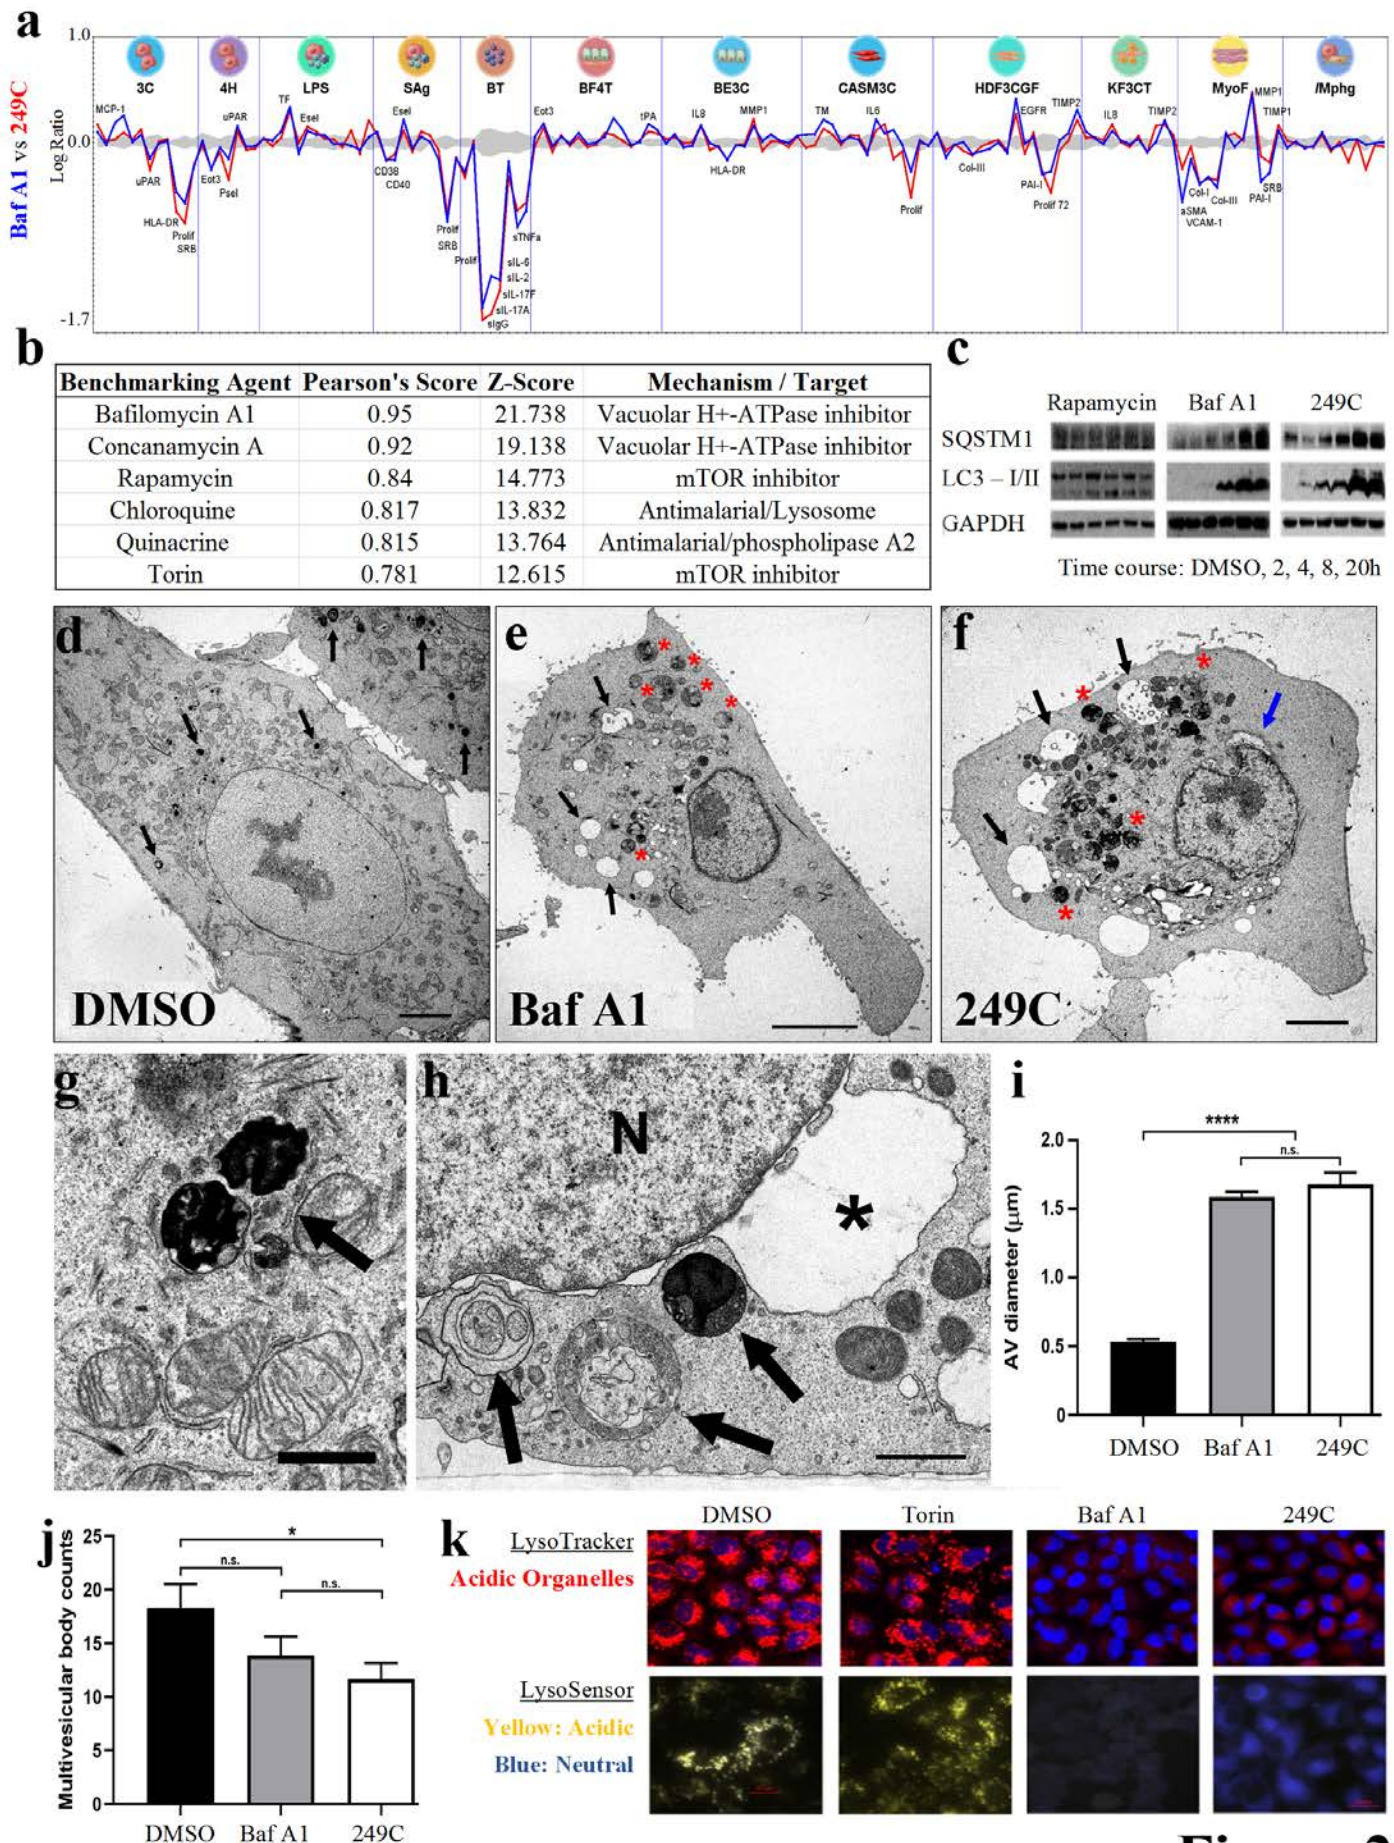 a
1.0
3C
4H
LPS
SAg
BT
BF4T
BE3C
CASM3C
HDF3CGF
KF3CT
MyoF
/Mphg
MCP-1
uPAR
TF
Esel
Esel
Eot3
tPA
IL8
MMP1
TM
IL6
EGFR
TIMP2
IL8
TIMP2
MMP1
TIMP1
0.0
Log Ratio
Baf A1 vs 249C
uPAR
Eot3
Psel
CD38
CD40
HLA-DR
Col-III
PAI-I
Prolif 72
Prolif
Col-I
Col-III
aSMA
VCAM-1
SRB
PAI-I
HLA-DR
Prolif
SRB
Prolif
SRB
Prolif
sTNFa
sIL-6
sIL-2
sIL-17F
sIL-17A
sIgG
-1.7
b
Benchmarking Agent Pearson's Score Z-Score Mechanism / Target
Bafilomycin A1 0.95 21.738 Vacuolar H+-ATPase inhibitor
Concanamycin A 0.92 19.138 Vacuolar H+-ATPase inhibitor
Rapamycin 0.84 14.773 mTOR inhibitor
Chloroquine 0.817 13.832 Antimalarial/Lysosome
Quinacrine 0.815 13.764 Antimalarial/phospholipase A2
Torin 0.781 12.615 mTOR inhibitor
c
Rapamycin Baf A1 249C
SQSTM1
LC3 – I/II
GAPDH
Time course: DMSO, 2, 4, 8, 20h
d
DMSO
e
* * * * * *
Baf A1
f
* * * *
249C
g
h
N
*
i
****
n.s.
2.0
1.5
1.0
0.5
0
AV diameter (μm)
DMSO Baf A1 249C
j
*
n.s.
n.s.
25
20
15
10
5
0
Multivesicular body counts
DMSO Baf A1 249C
k
DMSO Torin Baf A1 249C
LysoTracker
Acidic Organelles
LysoSensor
Yellow: Acidic
Blue: Neutral